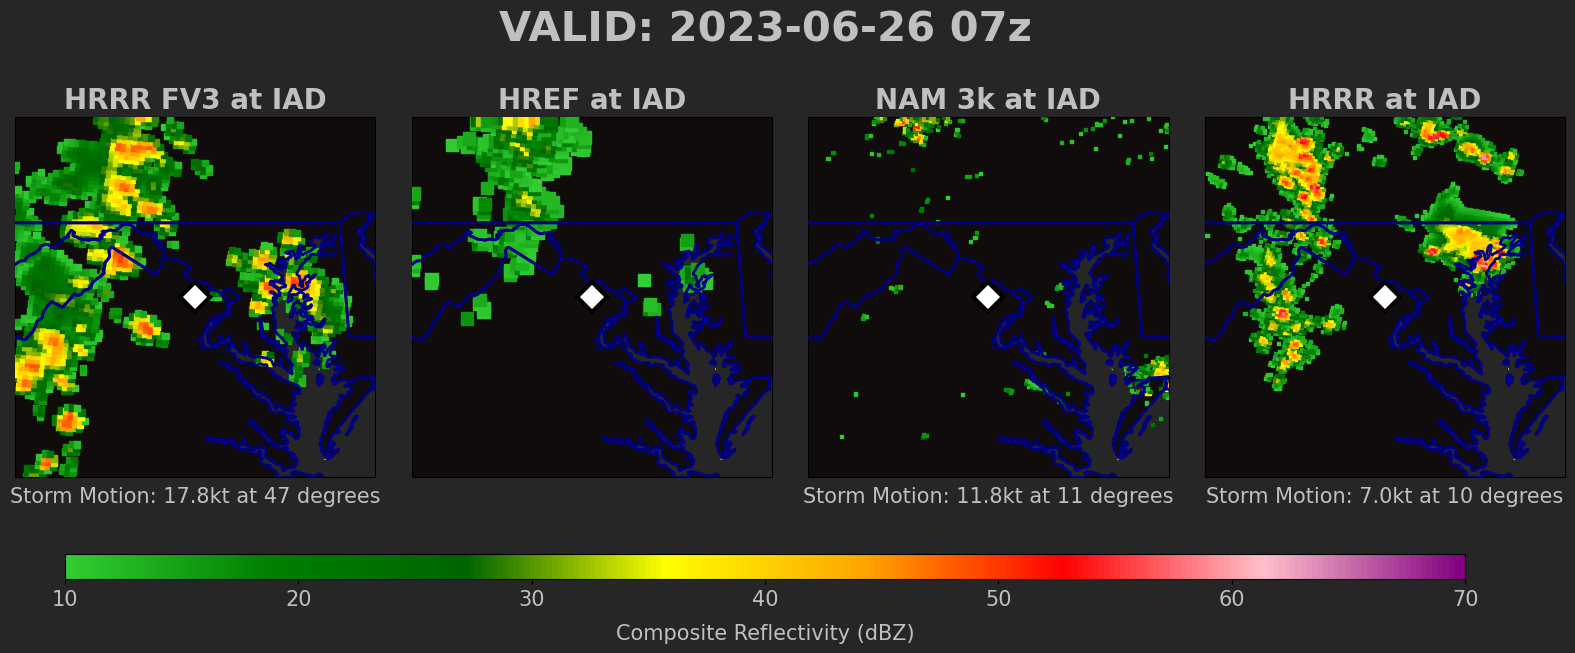 VALID: 2023-06-26 07z
HRRR FV3 at IAD
HREF at IAD
NAM 3k at IAD
HRRR at IAD
Storm Motion: 17.8kt at 47 degrees
Storm Motion: 11.8kt at 11 degrees
Storm Motion: 7.0kt at 10 degrees
10 20 30 40 50 60 70
Composite Reflectivity (dBZ)